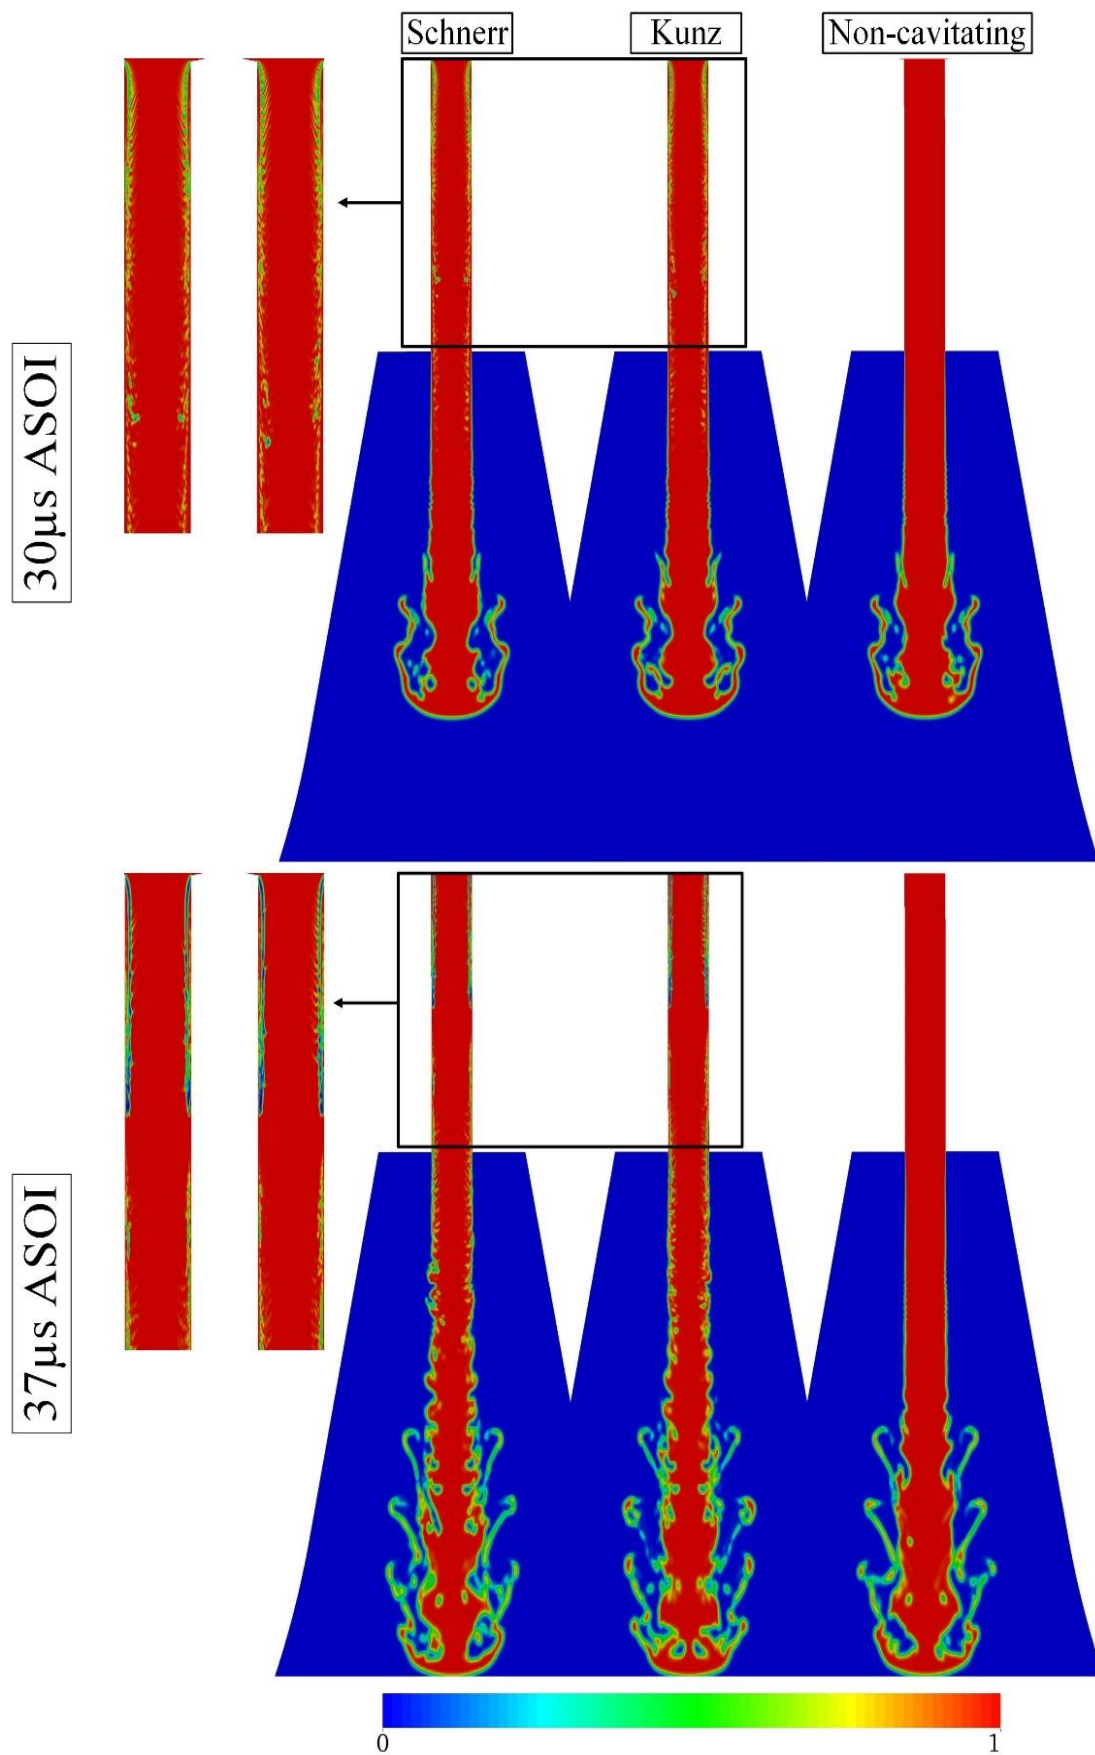 Schnerr
Kunz
Non-cavitating
30μs ASOI
37μs ASOI
0
1